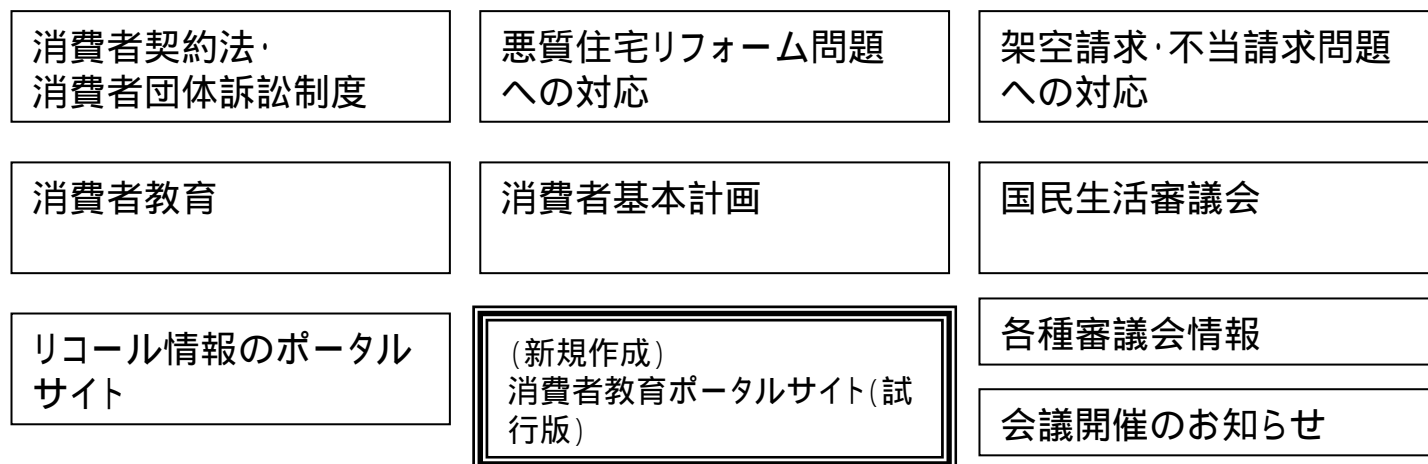 消費者契約法・
消費者団体訴訟制度
悪質住宅リフォーム問題
への対応
架空請求・不当請求問題
への対応
消費者教育
消費者基本計画
国民生活審議会
リコール情報のポータル
サイト
(新規作成)
消費者教育ポータルサイト(試
行版)
各種審議会情報
会議開催のお知らせ